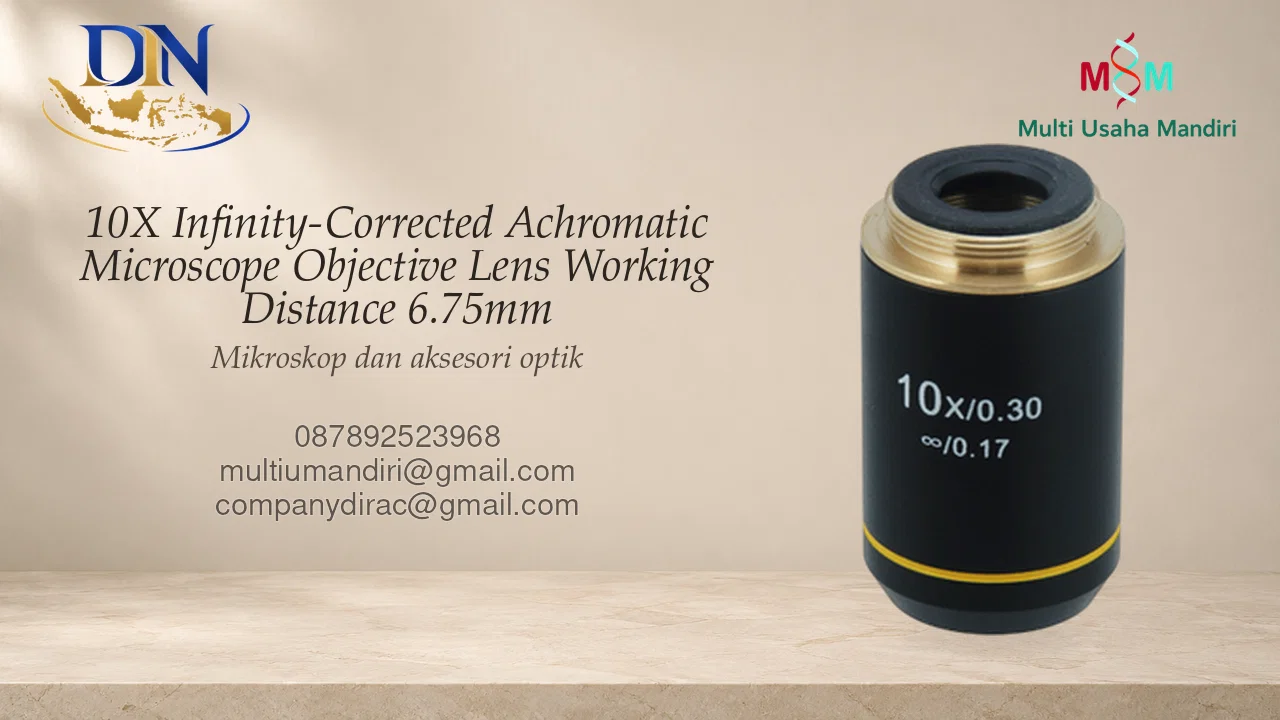 DN
M M
Multi Usaha Mandiri
10X Infinity-Corrected Achromatic
Microscope Objective Lens Working
Distance 6.75mm
Mikroskop dan aksesori optik
087892523968
multiumandiri@gmail.com
companydirac@gmail.com
10X/0.30
∞/0.17